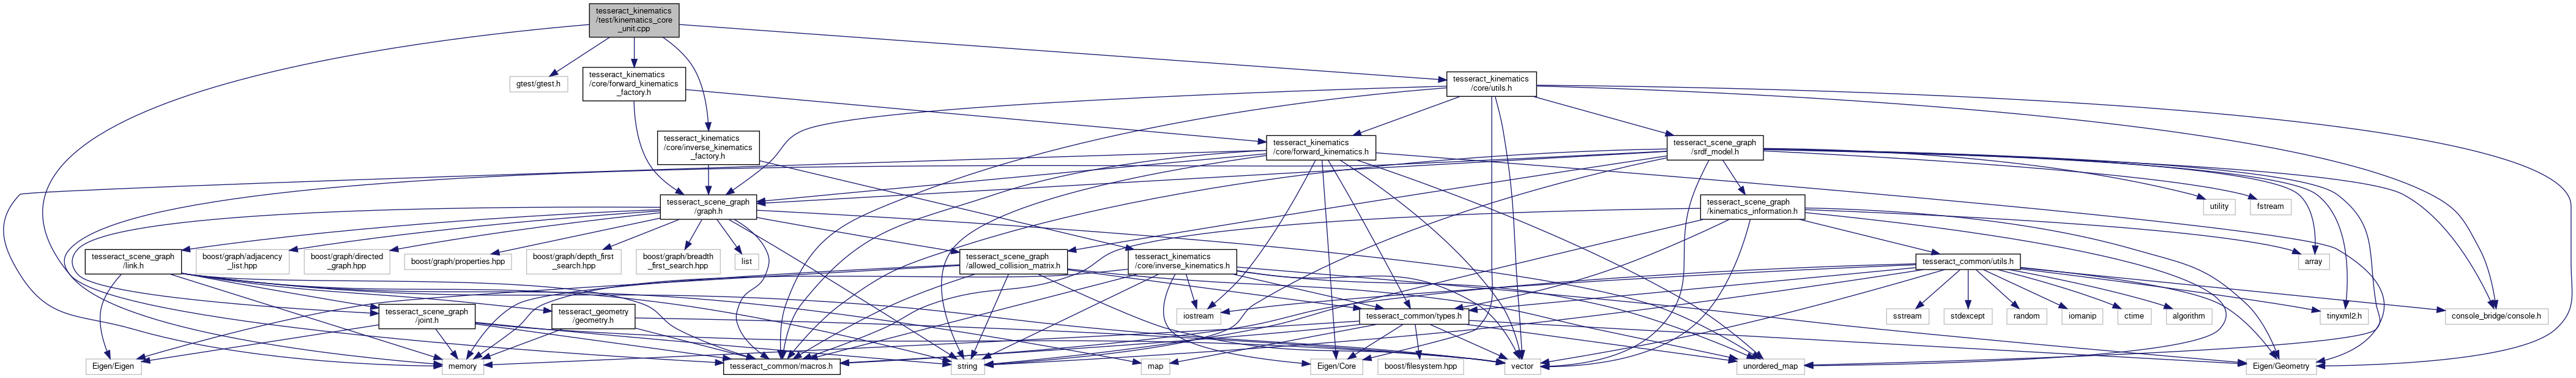 tesseract_kinematics
/test/kinematics_core
_unit.cpp
gtest/gtest.h
tesseract_kinematics
/core/forward_kinematics
_factory.h
tesseract_kinematics
/core/utils.h
tesseract_kinematics
/core/inverse_kinematics
_factory.h
tesseract_kinematics
/core/forward_kinematics.h
tesseract_scene_graph
/srdf_model.h
tesseract_scene_graph
/graph.h
tesseract_scene_graph
/kinematics_information.h
utility
fstream
tesseract_scene_graph
/link.h
boost/graph/adjacency
_list.hpp
boost/graph/directed
_graph.hpp
boost/graph/properties.hpp
boost/graph/depth_first
_search.hpp
boost/graph/breadth
_first_search.hpp
list
tesseract_scene_graph
/allowed_collision_matrix.h
tesseract_kinematics
/core/inverse_kinematics.h
tesseract_common/utils.h
array
tesseract_scene_graph
/joint.h
tesseract_geometry
/geometry.h
iostream
tesseract_common/types.h
sstream
stdexcept
random
iomanip
ctime
algorithm
tinyxml2.h
console_bridge/console.h
Eigen/Eigen
memory
tesseract_common/macros.h
string
map
Eigen/Core
boost/filesystem.hpp
vector
unordered_map
Eigen/Geometry